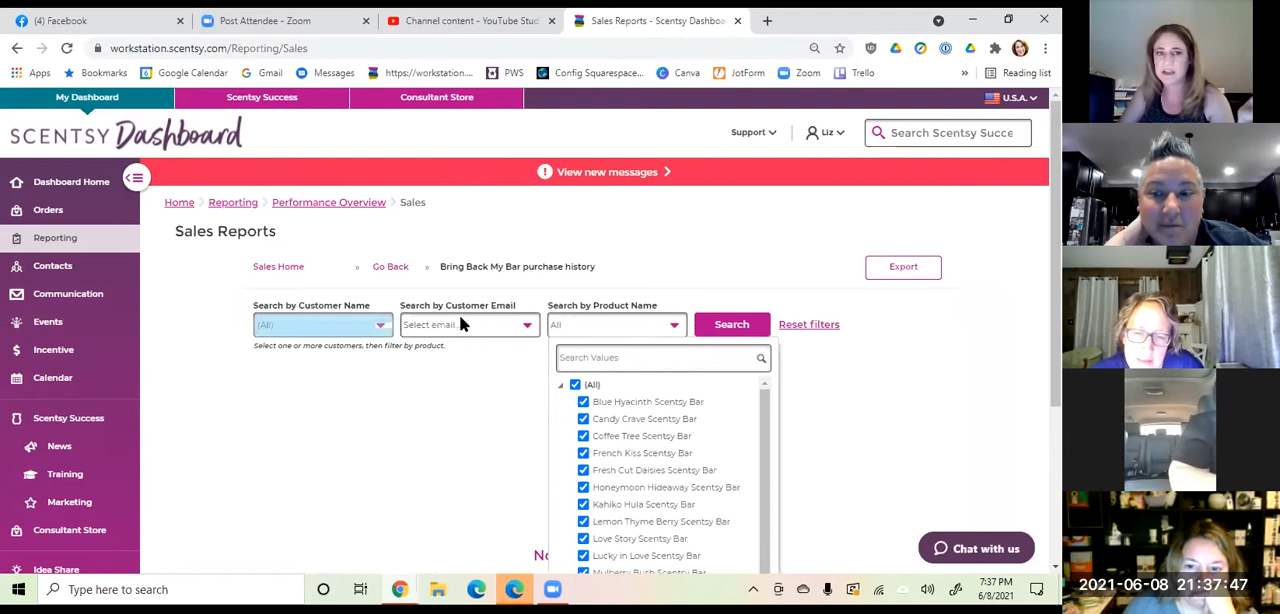 (4) Facebook
Post Attendee - Zoom
Channel content - YouTube Stud
Sales Reports - Scentsy Dashboa
workstation.scentsy.com/Reporting/Sales
Apps
Bookmarks
Google Calendar
Gmail
Messages
https://workstation....
PWS
Config Squarespace...
Canva
JotForm
Zoom
Trello
»
Reading list
My Dashboard
Scentsy Success
Consultant Store
U.S.A.
SCENTSY Dashboard
Support
Liz
Search Scentsy Succe
! View new messages
Dashboard Home
Orders
Reporting
Contacts
Communication
Events
Incentive
Calendar
Scentsy Success
News
Training
Marketing
Consultant Store
Idea Share
Home > Reporting > Performance Overview > Sales
Sales Reports
Sales Home » Go Back » Bring Back My Bar purchase history
Export
Search by Customer Name
Search by Customer Email
Search by Product Name
(All)
Select email...
All
Search
Reset filters
Select one or more customers, then filter by product.
Search Values
(All)
Blue Hyacinth Scentsy Bar
Candy Crave Scentsy Bar
Coffee Tree Scentsy Bar
French Kiss Scentsy Bar
Fresh Cut Daisies Scentsy Bar
Honeymoon Hideaway Scentsy Bar
Kahiko Hula Scentsy Bar
Lemon Thyme Berry Scentsy Bar
Love Story Scentsy Bar
Lucky in Love Scentsy Bar
Mulberry Bush Scentsy Bar
No
Chat with us
Type here to search
7:37 PM
6/8/2021
2021-06-08 21:37:47